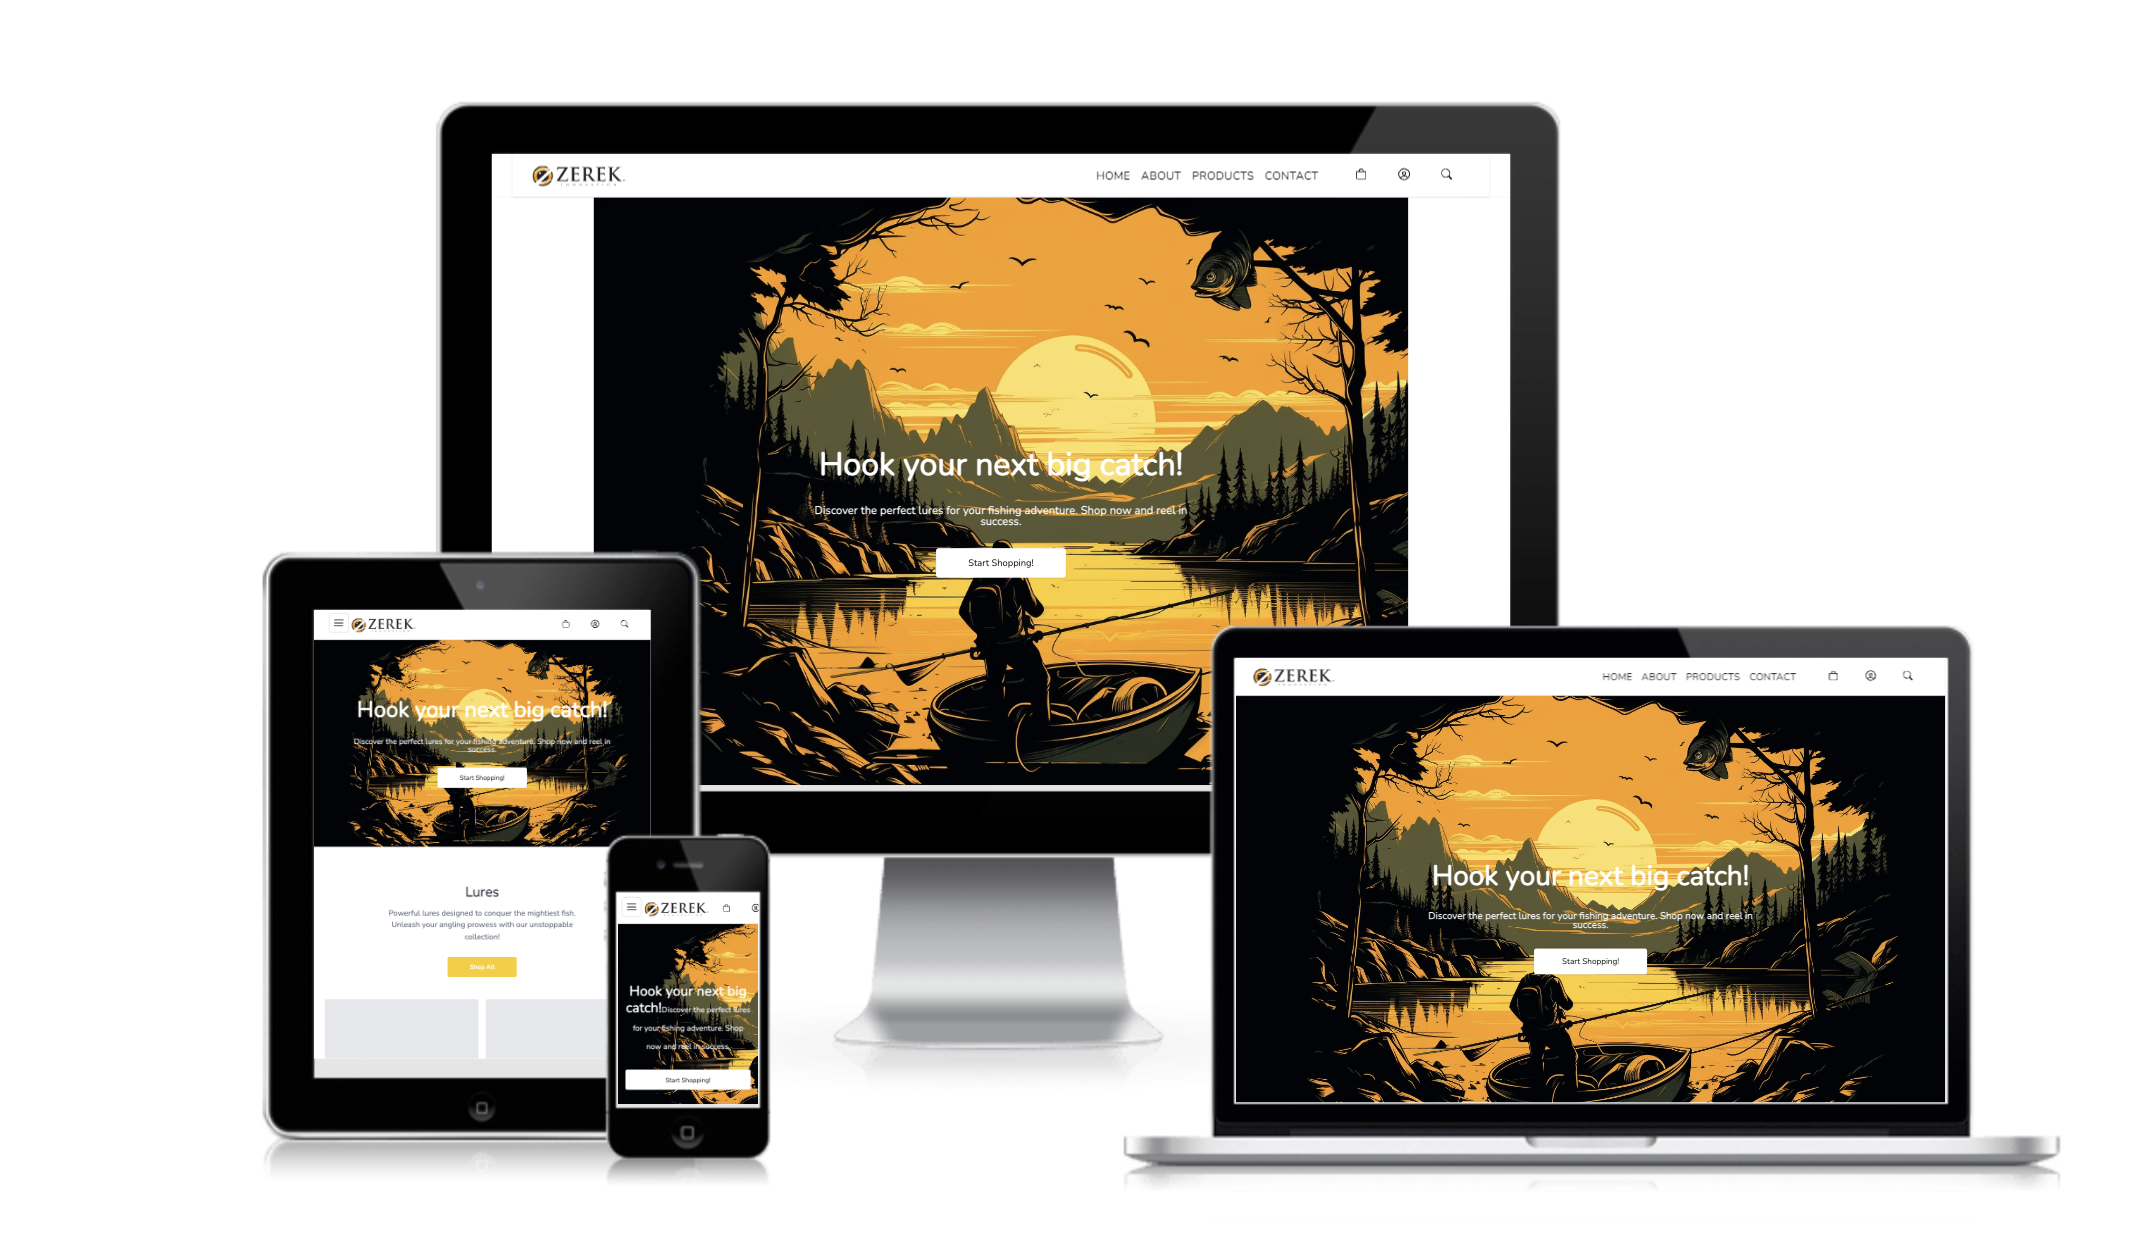 ZEREK
INNOVATION
HOME ABOUT PRODUCTS CONTACT
Hook your next big catch!
Discover the perfect lures for your fishing adventure. Shop now and reel in
success.
Start Shopping!
ZEREK
Hook your next big catch!
Discover the perfect lures for your fishing adventure. Shop now and reel in
success.
Start Shopping!
Lures
Powerful lures designed to conquer the mightiest fish.
Unleash your angling prowess with our unstoppable
collection!
Shop All
ZEREK
Hook your next big
catch!Discover the perfect lures
for your fishing adventure. Shop
now and reel in success.
Start Shopping!
ZEREK
HOME ABOUT PRODUCTS CONTACT
Hook your next big catch!
Discover the perfect lures for your fishing adventure. Shop now and reel in
success.
Start Shopping!